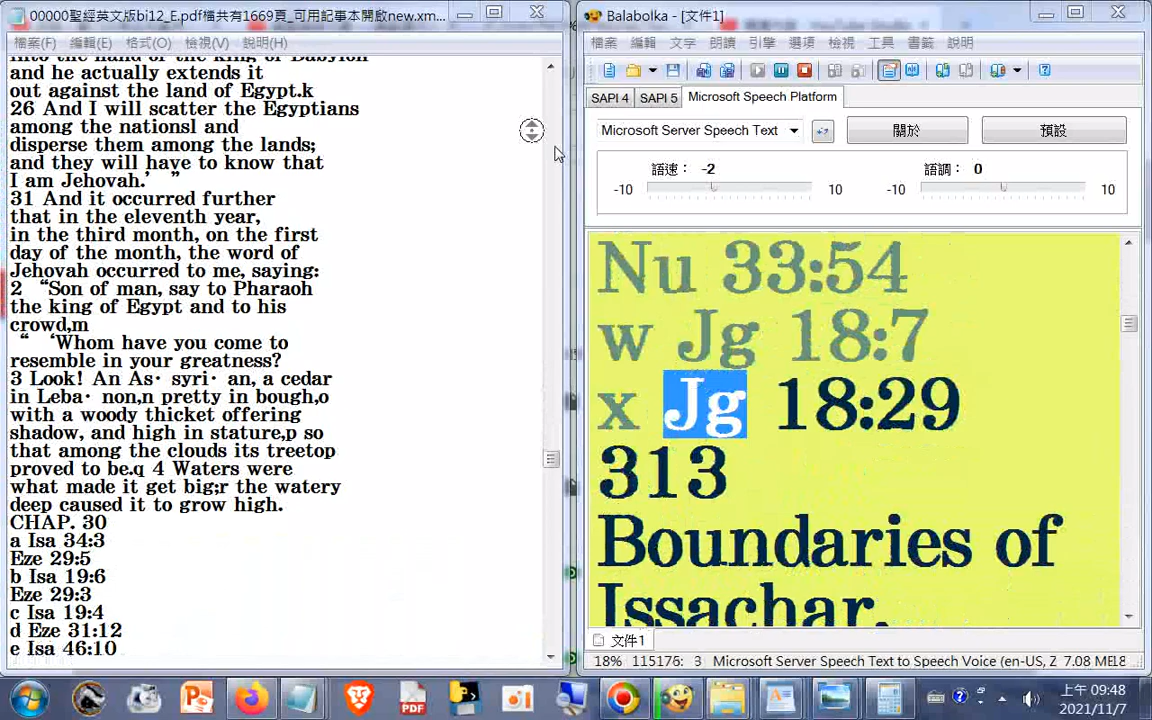 00000聖經英文版bi12_E.pdf檔共有1669頁_可用記事本開啟new.xm...
檔案(F) 編輯(E) 格式(O) 檢視(V) 說明(H)
into the hand of the king of Babylon
and he actually extends it
out against the land of Egypt.k
26 And I will scatter the Egyptians
among the nationsl and
disperse them among the lands;
and they will have to know that
I am Jehovah.’ ”
31 And it occurred further
that in the eleventh year,
in the third month, on the first
day of the month, the word of
Jehovah occurred to me, saying:
2 “Son of man, say to Pharaoh
the king of Egypt and to his
crowd,m
“ ‘Whom have you come to
resemble in your greatness?
3 Look! An As· syri· an, a cedar
in Leba· non,n pretty in bough,o
with a woody thicket offering
shadow, and high in stature,p so
that among the clouds its treetop
proved to be.q 4 Waters were
what made it get big;r the watery
deep caused it to grow high.
CHAP. 30
a Isa 34:3
Eze 29:5
b Isa 19:6
Eze 29:3
c Isa 19:4
d Eze 31:12
e Isa 46:10
Balabolka - [文件1]
檔案 編輯 文字 朗讀 引擎 選項 檢視 工具 書籤 說明
SAPI 4 SAPI 5 Microsoft Speech Platform
Microsoft Server Speech Text 關於 預設
語速: -2 語調: 0
-10 10 -10 10
Nu 33:54
w Jg 18:7
x Jg 18:29
313
Boundaries of
Issachar.
文件1
18% 115176: 3 Microsoft Server Speech Text to Speech Voice (en-US, Z 7.08 MEL8
PDF
上午 09:48
2021/11/7